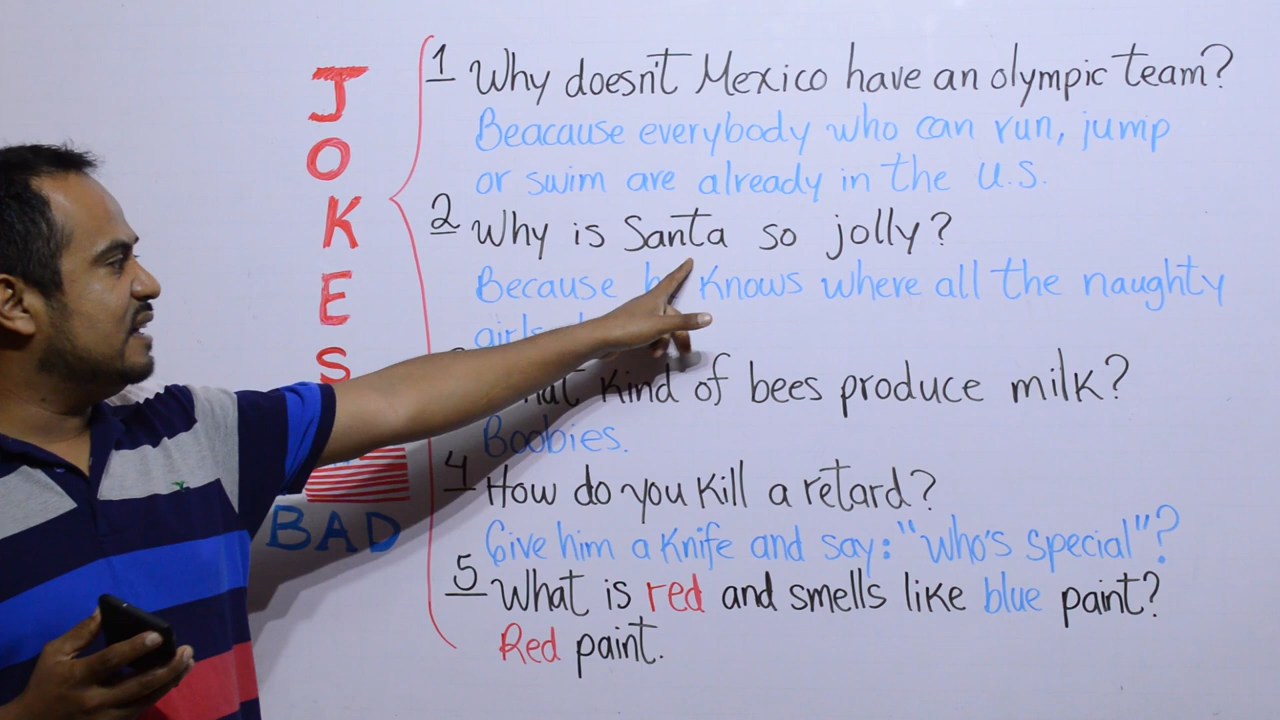 JOKES
BAD
1 Why doesn't Mexico have an olympic team?
Beacause everybody who can run, jump
or swim are already in the U.S.
2 Why is Santa so jolly?
Because knows where all the naughty
girls
kind of bees produce milk?
Boobies.
4 How do you kill a retard?
Give him a knife and say: "who's special"?
5 What is red and smells like blue paint?
Red paint.